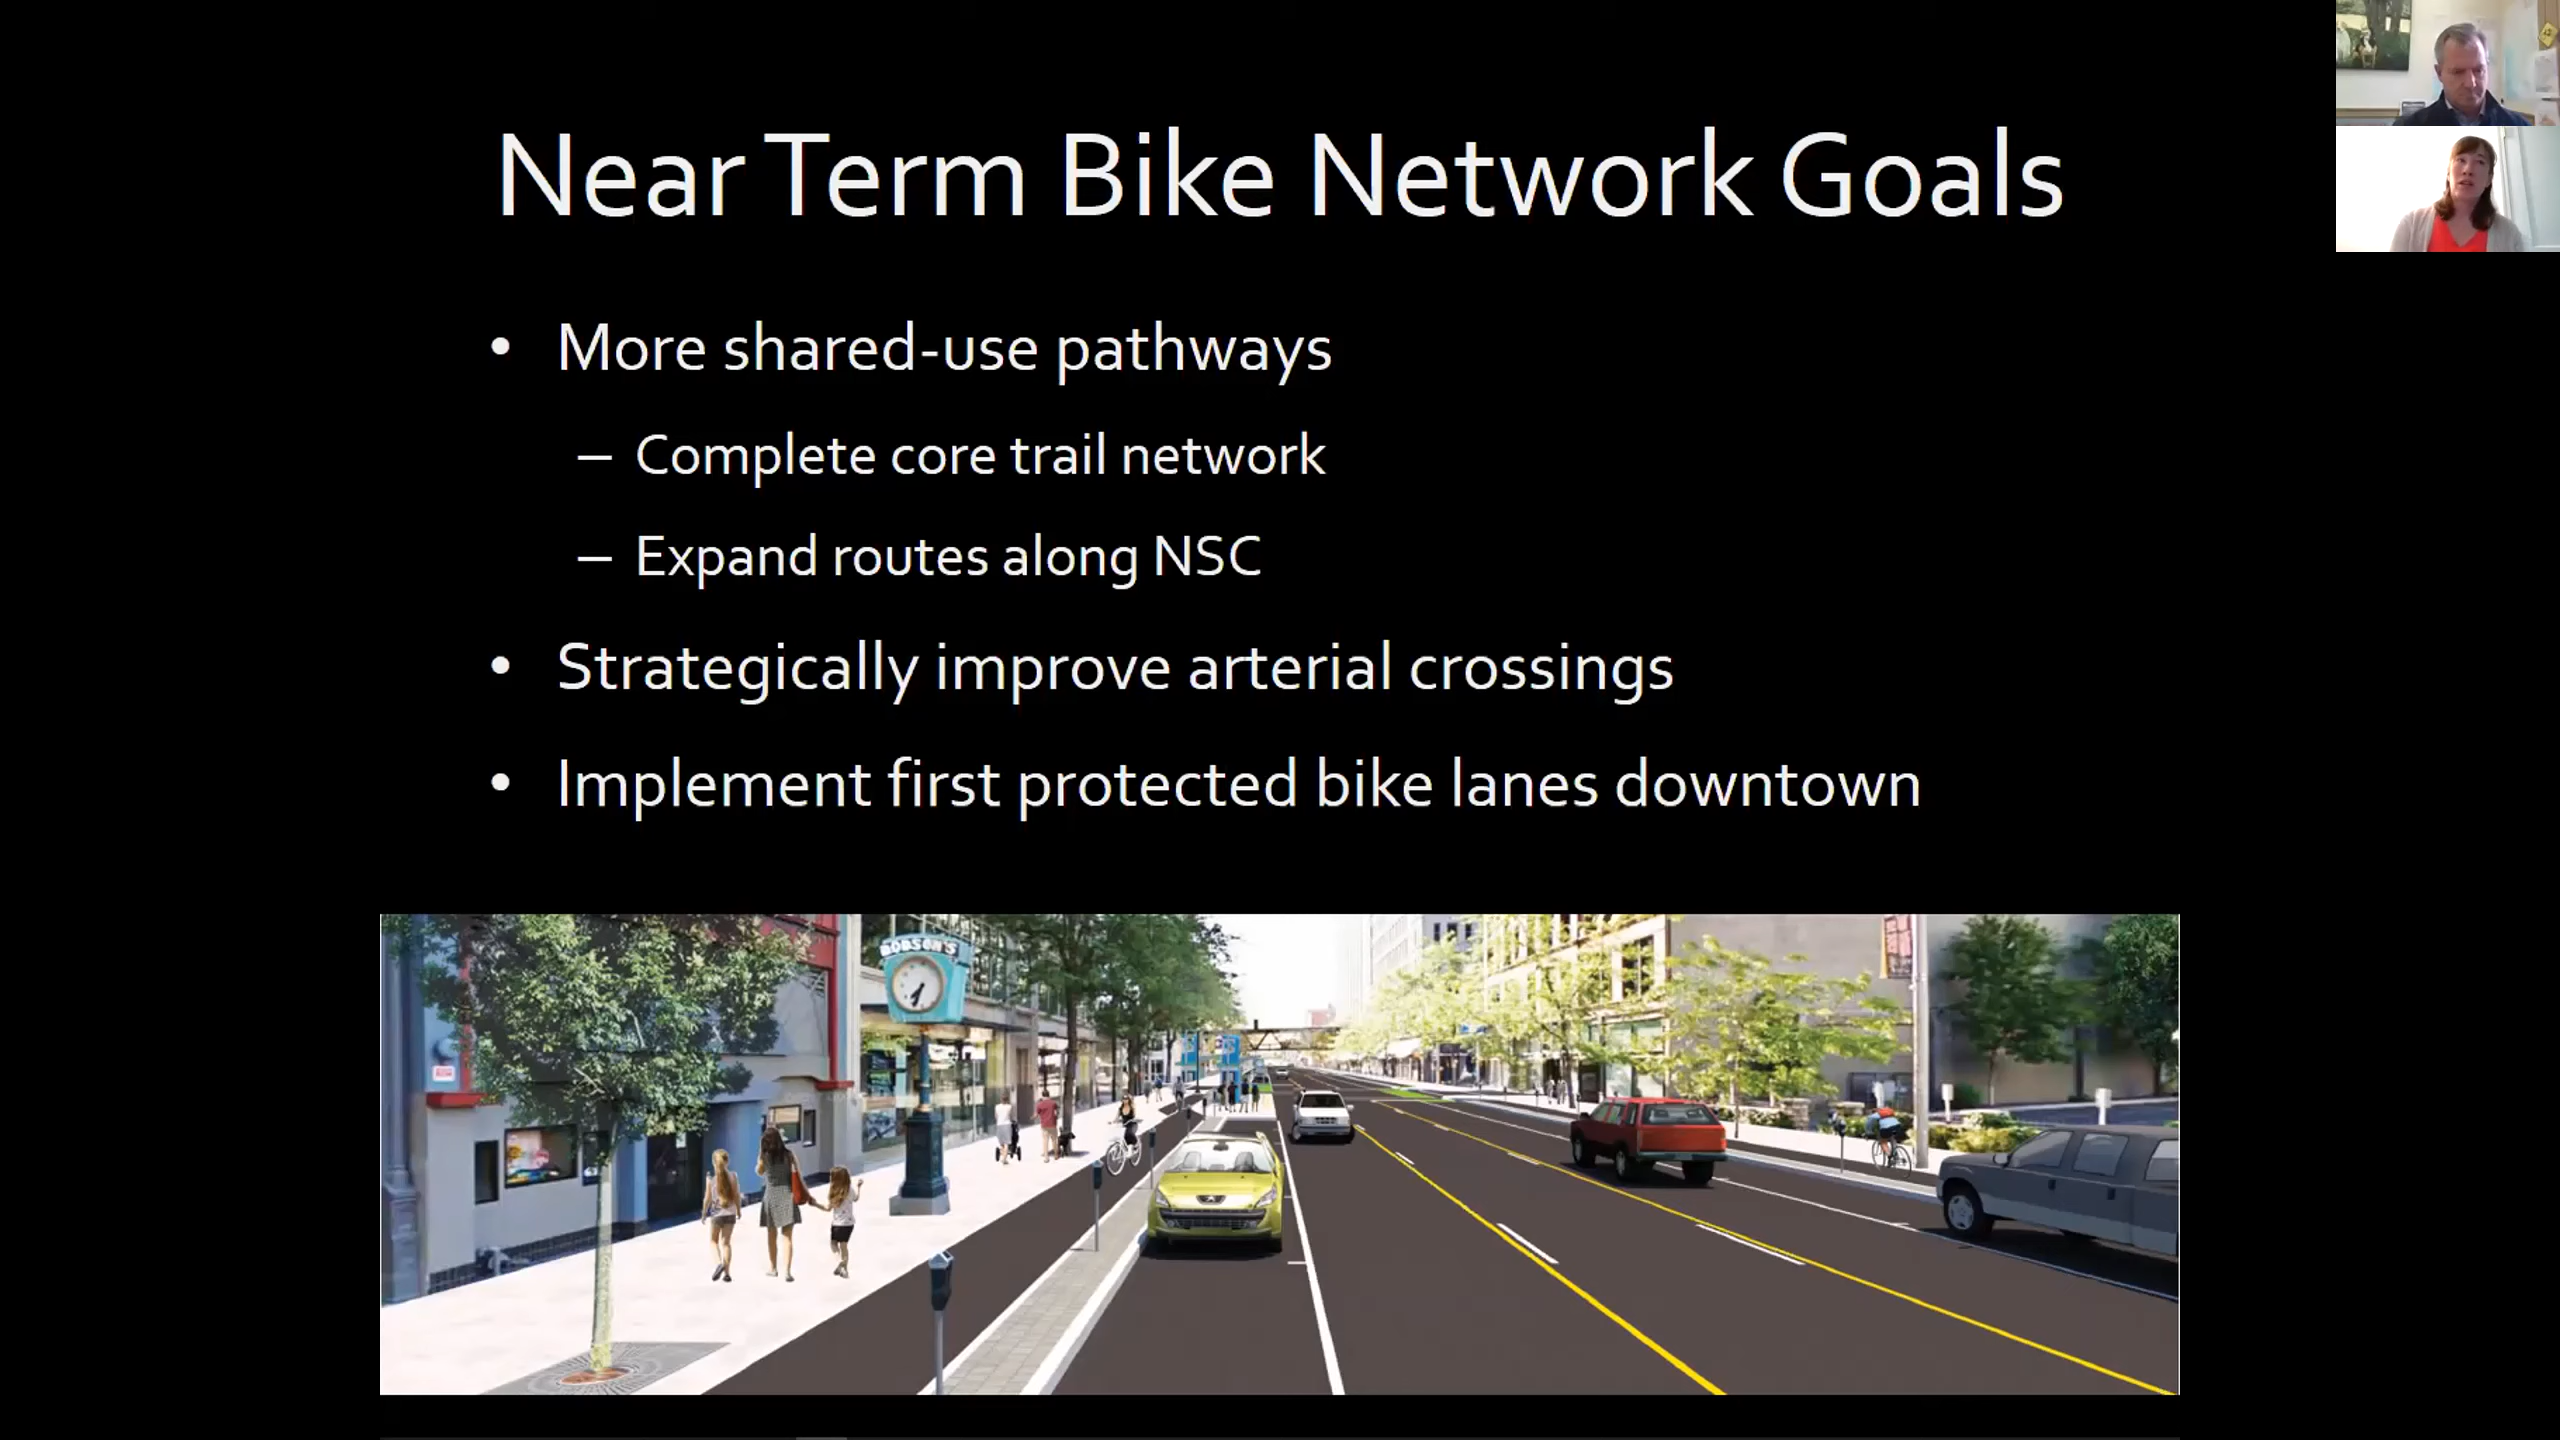 Near Term Bike Network Goals
• More shared-use pathways
– Complete core trail network
– Expand routes along NSC
• Strategically improve arterial crossings
• Implement first protected bike lanes downtown
DODSON'S